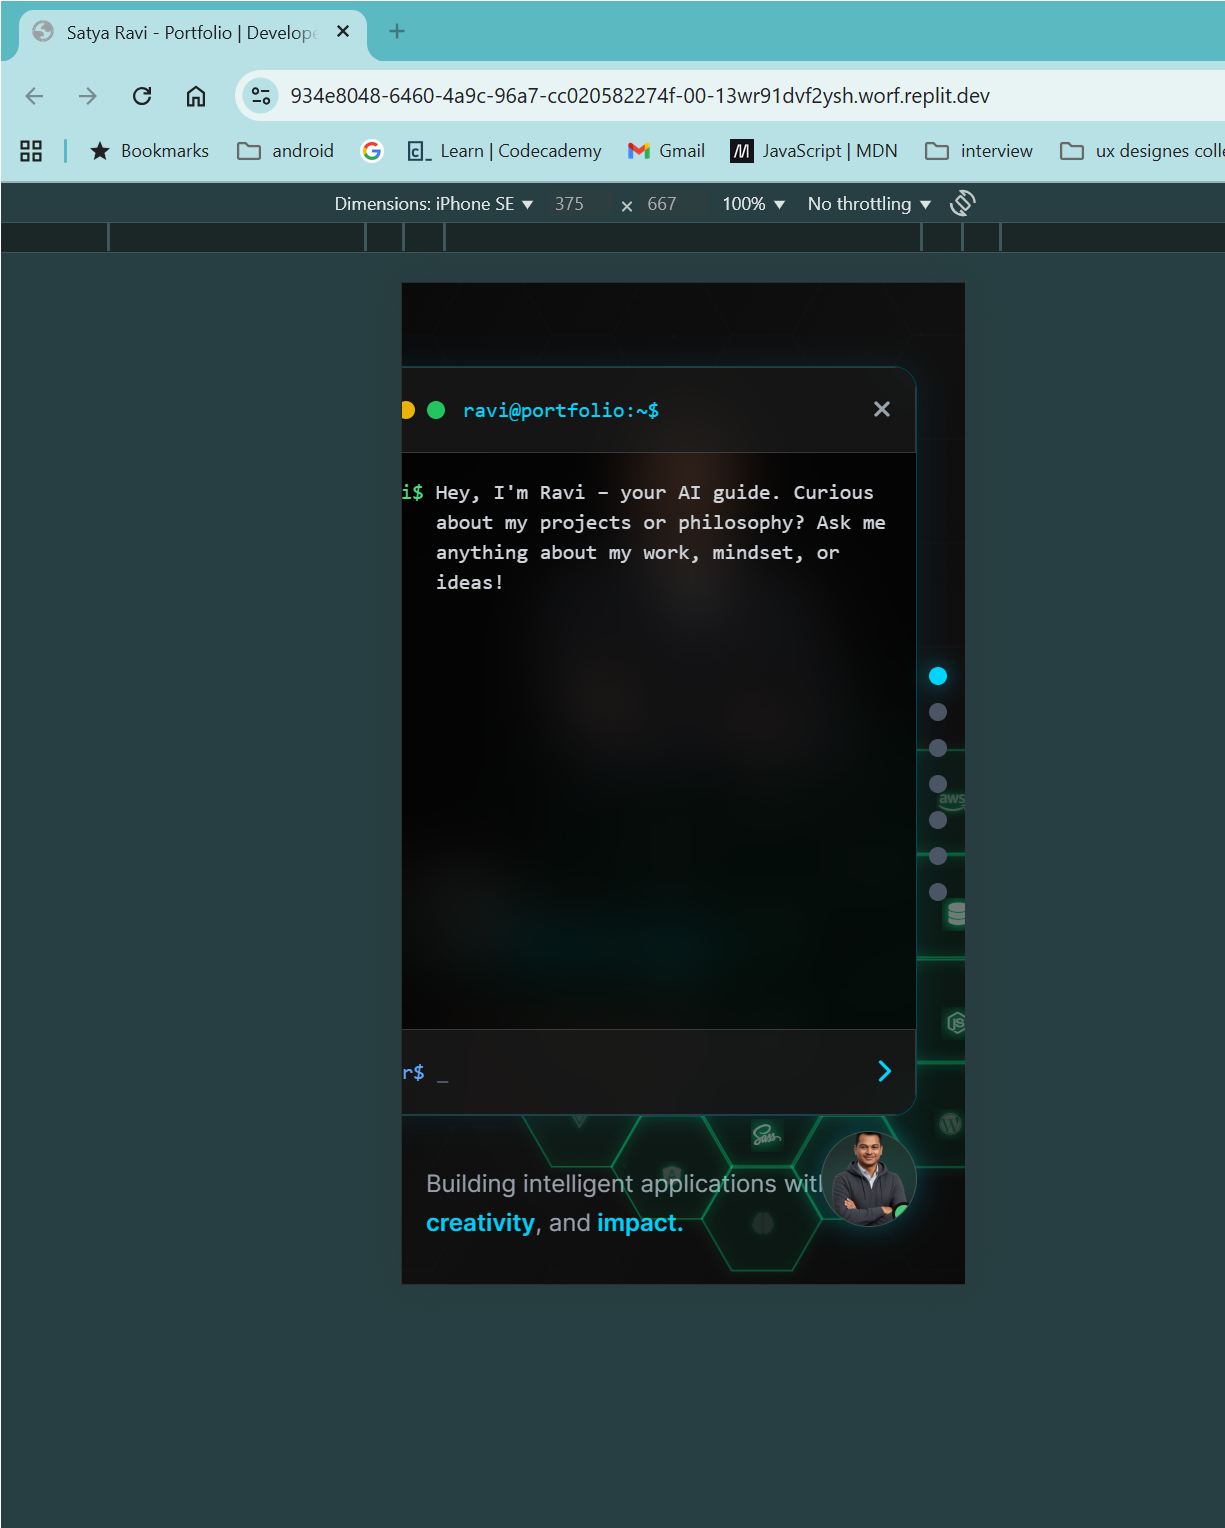 Satya Ravi - Portfolio | Develope
934e8048-6460-4a9c-96a7-cc020582274f-00-13wr91dvf2ysh.worf.replit.dev
Bookmarks android Learn | Codecademy Gmail JavaScript | MDN interview ux designes colle
Dimensions: iPhone SE 375 × 667 100% No throttling
ravi@portfolio:~$
i$ Hey, I'm Ravi – your AI guide. Curious
about my projects or philosophy? Ask me
anything about my work, mindset, or
ideas!
aws
JS
r$ _
Sass
Building intelligent applications with
creativity, and impact.